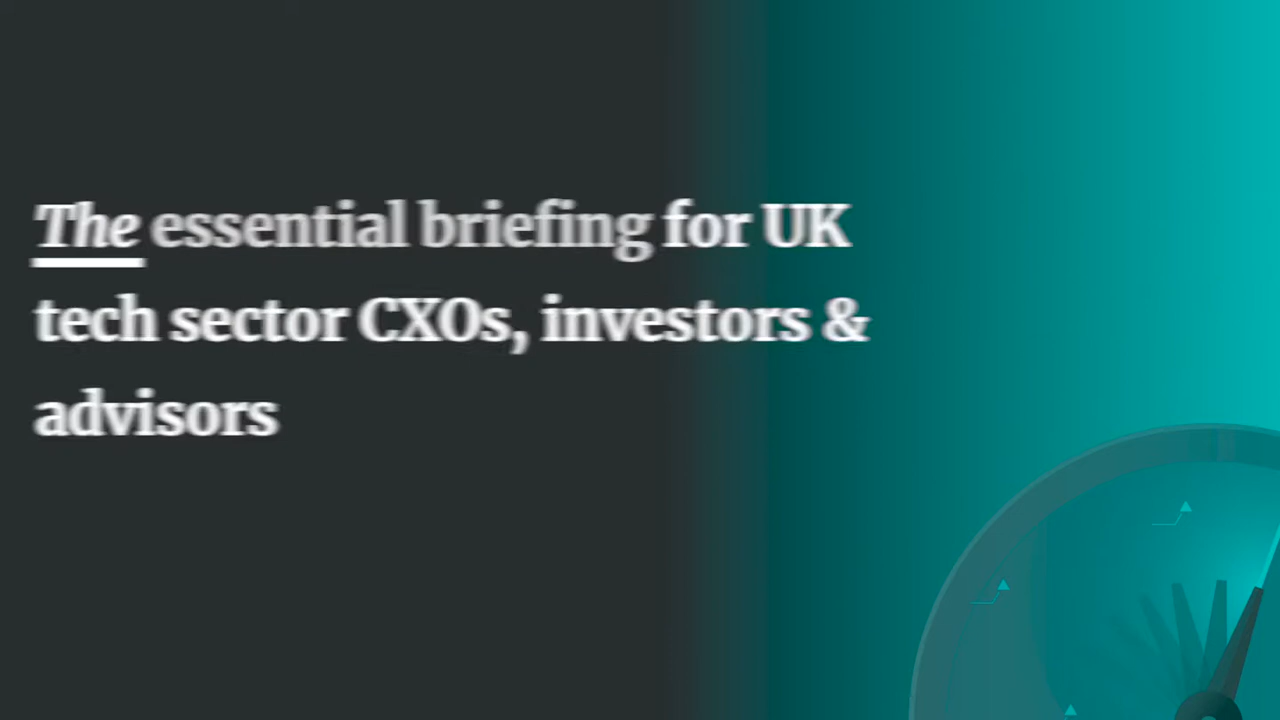 The essential briefing for UK
tech sector CXOs, investors &
advisors